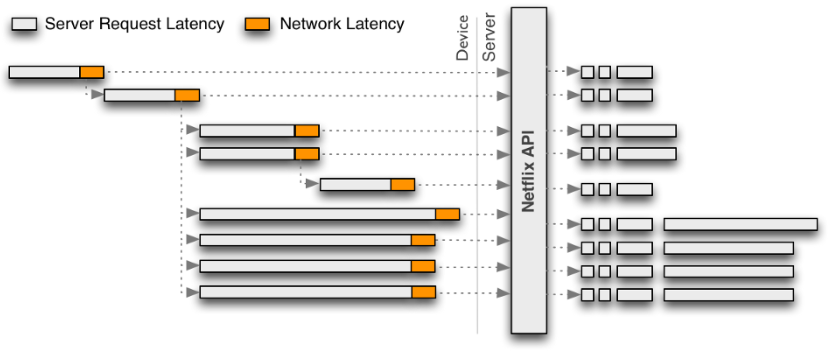 Server Request Latency
Network Latency
Device
Server
Netflix API